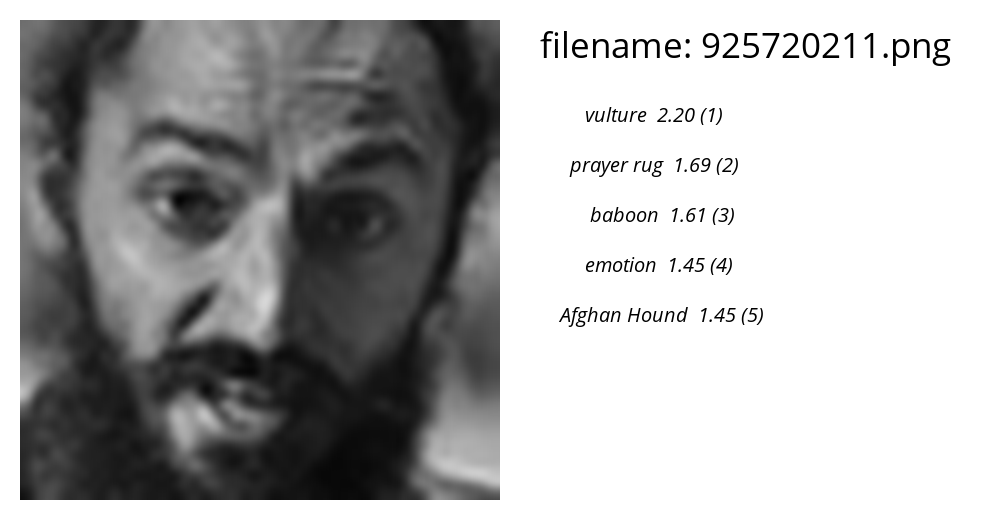 filename: 925720211.png
vulture 2.20 (1)
prayer rug 1.69 (2)
baboon 1.61 (3)
emotion 1.45 (4)
Afghan Hound 1.45 (5)